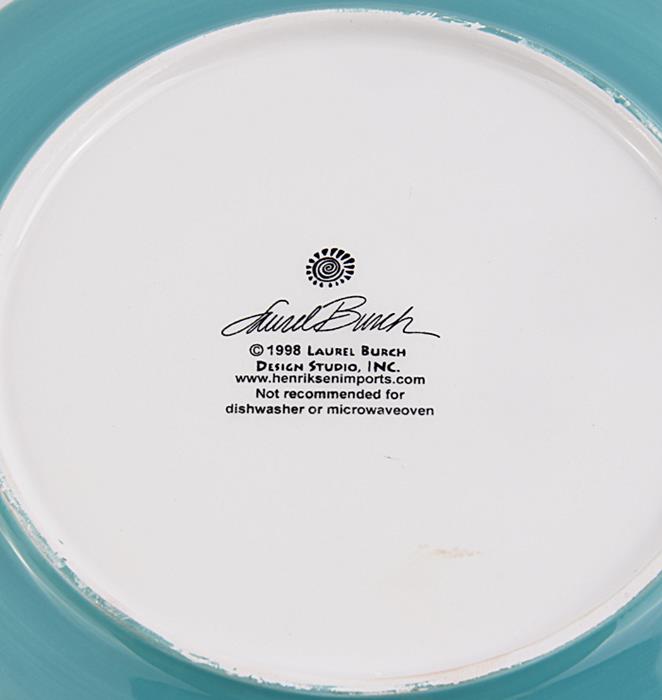 Laurel Burch
© 1998 LAUREL BURCH
DESIGN STUDIO, INC.
www.henriksenimports.com
Not recommended for
dishwasher or microwaveoven